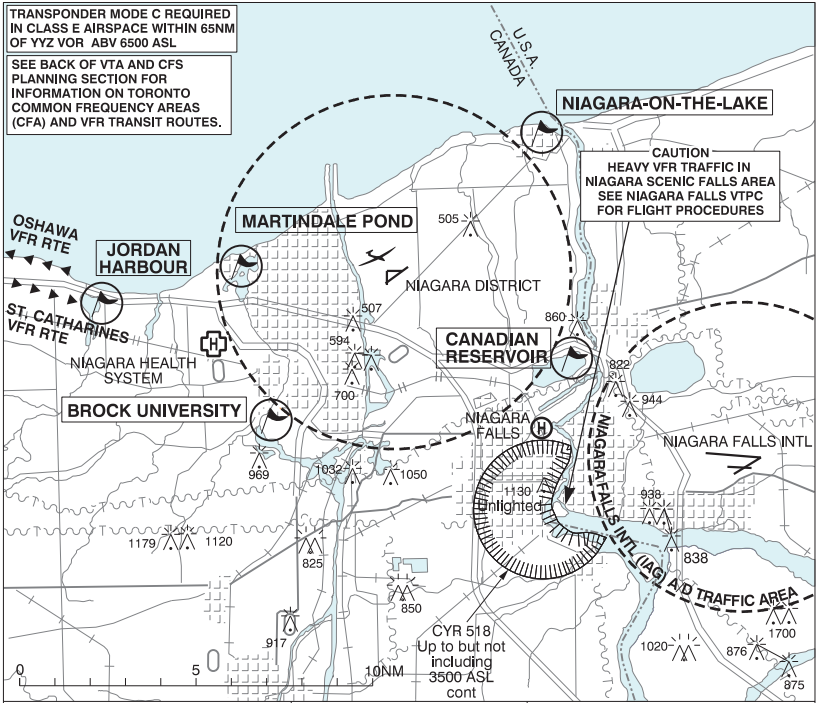 TRANSPONDER MODE C REQUIRED
IN CLASS E AIRSPACE WITHIN 65NM
OF YYZ VOR ABV 6500 ASL
SEE BACK OF VTA AND CFS
PLANNING SECTION FOR
INFORMATION ON TORONTO
COMMON FREQUENCY AREAS
(CFA) AND VFR TRANSIT ROUTES.
U.S.A.
CANADA
NIAGARA-ON-THE-LAKE
CAUTION
HEAVY VFR TRAFFIC IN
NIAGARA SCENIC FALLS AREA
SEE NIAGARA FALLS VTPC
FOR FLIGHT PROCEDURES
OSHAWA
VFR RTE
JORDAN
HARBOUR
MARTINDALE POND
505
NIAGARA DISTRICT
ST. CATHARINES
VFR RTE
507
594
700
860
CANADIAN
RESERVOIR
822
944
H
NIAGARA HEALTH
SYSTEM
BROCK UNIVERSITY
NIAGARA
FALLS
H
NIAGARA FALLS INTL
969
1032
1050
1130
Unlighted
938
838
NIAGARA FALLS INTL (IAG) A/D TRAFFIC AREA
1179
1120
825
850
917
CYR 518
Up to but not
including
3500 ASL
cont
1700
1020
876
875
0
5
10NM